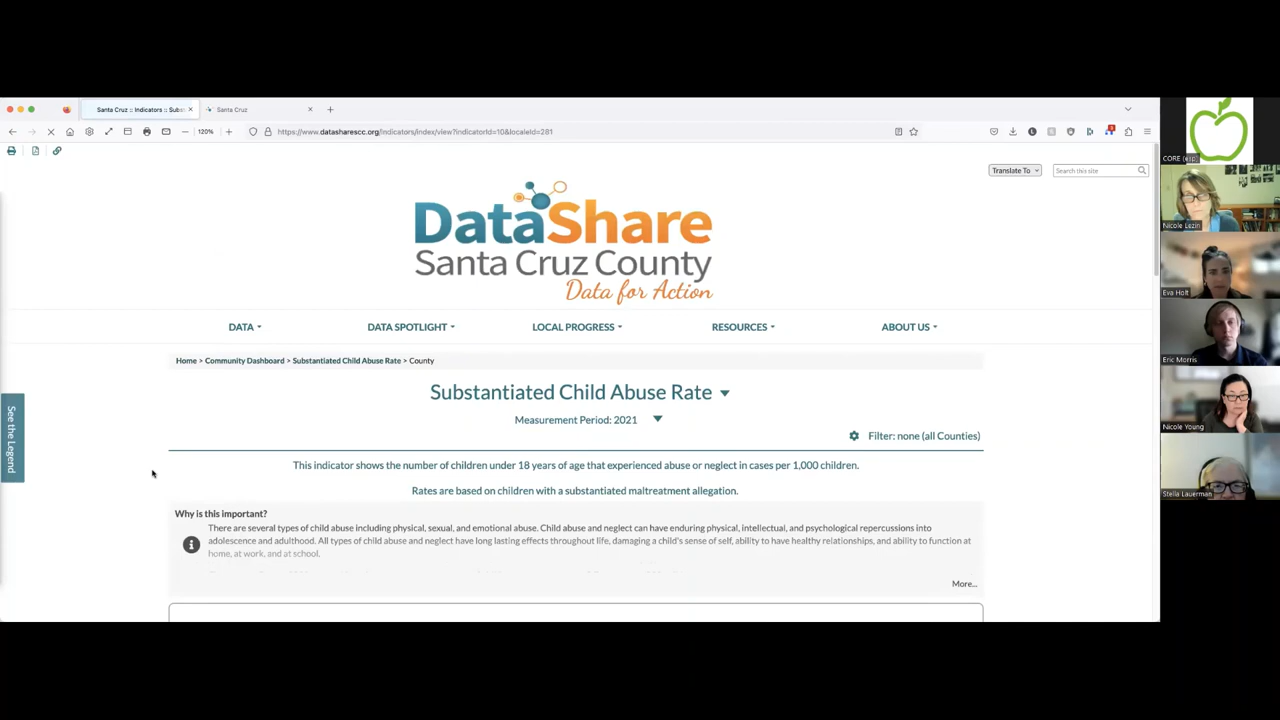 Santa Cruz :: Indicators :: Subs
Santa Cruz
120%
https://www.datasharescc.org/indicators/index/view?indicatorId=10&localeId=281
Translate To
Search this site
DataShare
Santa Cruz County
Data for Action
DATA
DATA SPOTLIGHT
LOCAL PROGRESS
RESOURCES
ABOUT US
Home > Community Dashboard > Substantiated Child Abuse Rate > County
Substantiated Child Abuse Rate
Measurement Period: 2021
Filter: none (all Counties)
See the Legend
This indicator shows the number of children under 18 years of age that experienced abuse or neglect in cases per 1,000 children.
Rates are based on children with a substantiated maltreatment allegation.
Why is this important?
There are several types of child abuse including physical, sexual, and emotional abuse. Child abuse and neglect can have enduring physical, intellectual, and psychological repercussions into
adolescence and adulthood. All types of child abuse and neglect have long lasting effects throughout life, damaging a child's sense of self, ability to have healthy relationships, and ability to function at
home, at work, and at school.
More...
CORE (esp)
Nicole Lezin
Eva Holt
Eric Morris
Nicole Young
Stella Lauerman